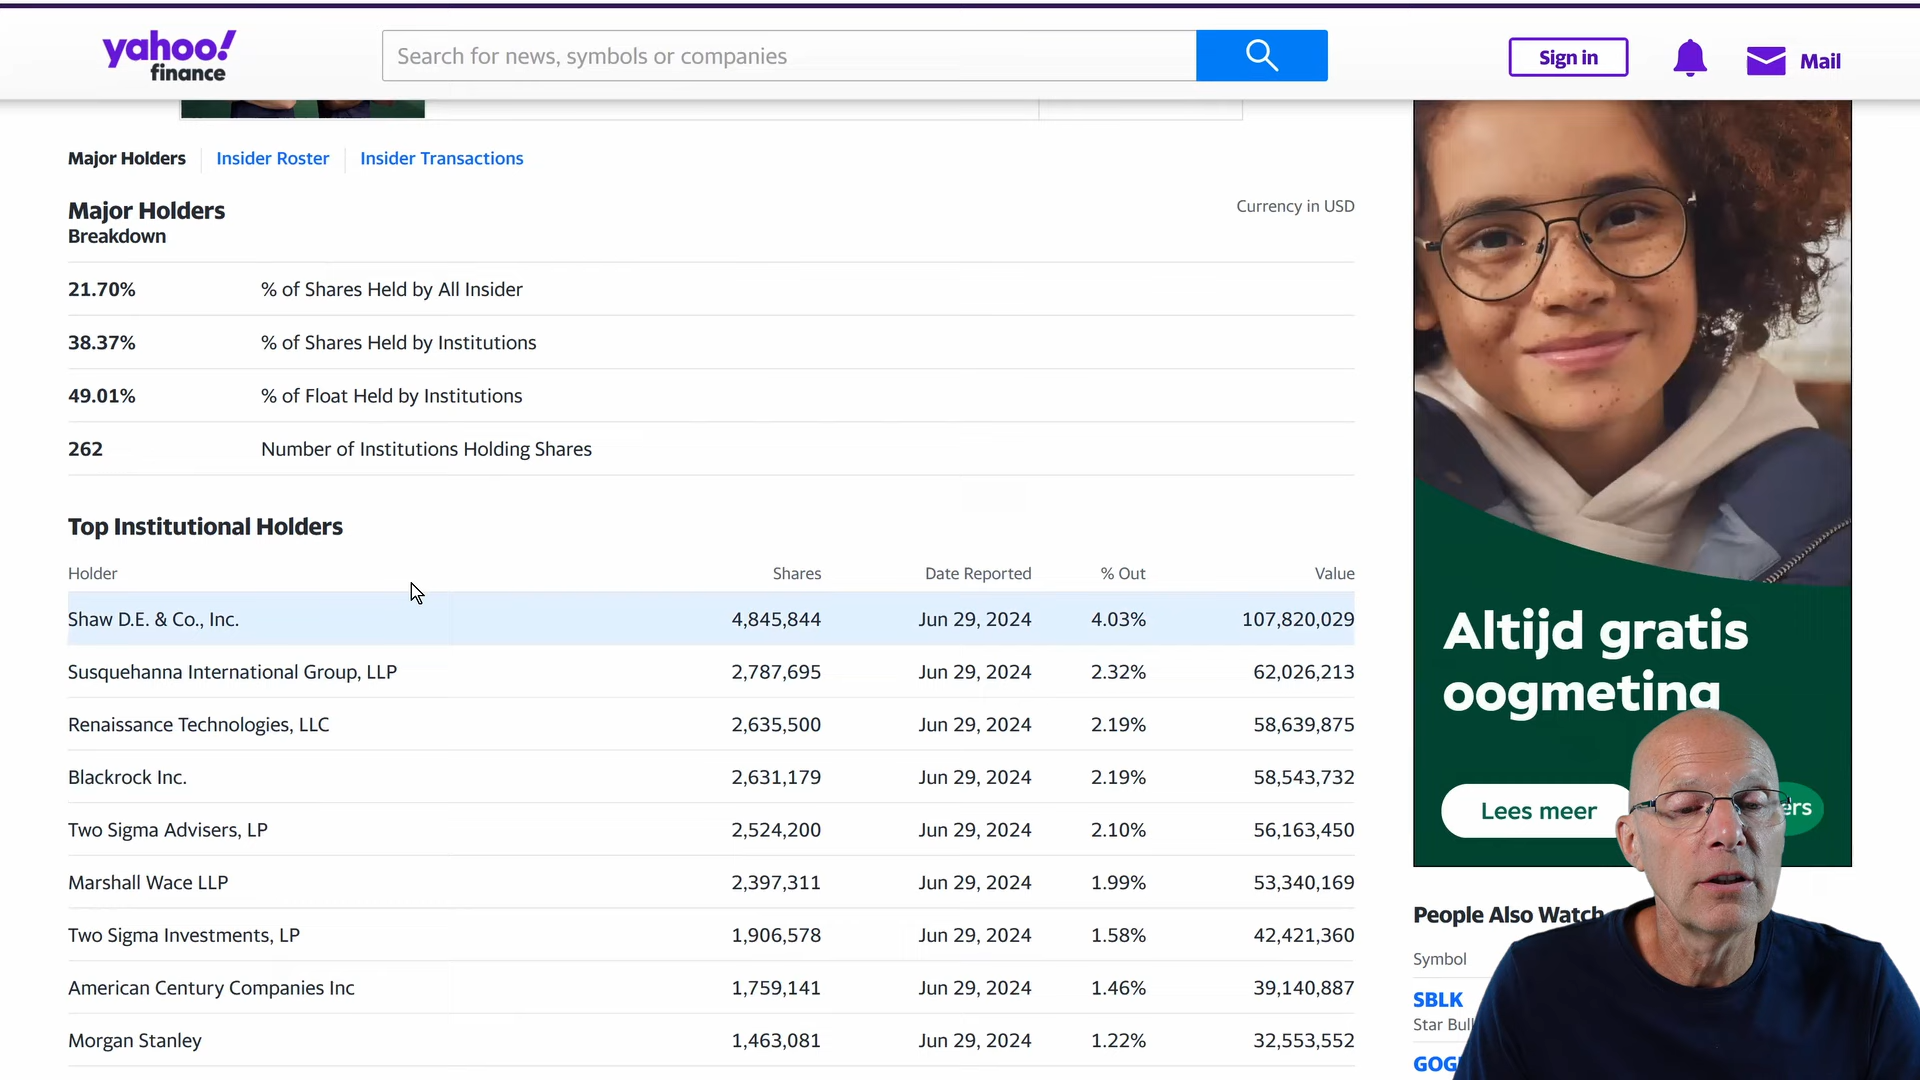 yahoo!
finance
Search for news, symbols or companies
Sign in
Mail
Major Holders
Insider Roster
Insider Transactions
Major Holders
Currency in USD
Breakdown
21.70% % of Shares Held by All Insider
38.37% % of Shares Held by Institutions
49.01% % of Float Held by Institutions
262 Number of Institutions Holding Shares
Top Institutional Holders
Holder Shares Date Reported % Out Value
Shaw D.E. & Co., Inc. 4,845,844 Jun 29, 2024 4.03% 107,820,029
Susquehanna International Group, LLP 2,787,695 Jun 29, 2024 2.32% 62,026,213
Renaissance Technologies, LLC 2,635,500 Jun 29, 2024 2.19% 58,639,875
Blackrock Inc. 2,631,179 Jun 29, 2024 2.19% 58,543,732
Two Sigma Advisers, LP 2,524,200 Jun 29, 2024 2.10% 56,163,450
Marshall Wace LLP 2,397,311 Jun 29, 2024 1.99% 53,340,169
Two Sigma Investments, LP 1,906,578 Jun 29, 2024 1.58% 42,421,360
American Century Companies Inc 1,759,141 Jun 29, 2024 1.46% 39,140,887
Morgan Stanley 1,463,081 Jun 29, 2024 1.22% 32,553,552
Altijd gratis
oogmeting
Lees meer
People Also Watch
Symbol
SBLK
Star Bul